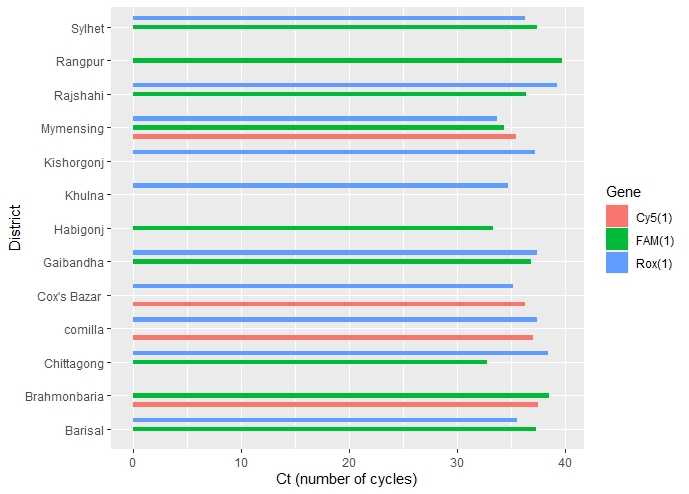 Sylhet
Rangpur
Rajshahi
Mymensing
Kishorgonj
Khulna
Habigonj
Gaibandha
Cox's Bazar
comilla
Chittagong
Brahmonbaria
Barisal
District
0 10 20 30 40
Ct (number of cycles)
Gene
Cy5(1)
FAM(1)
Rox(1)